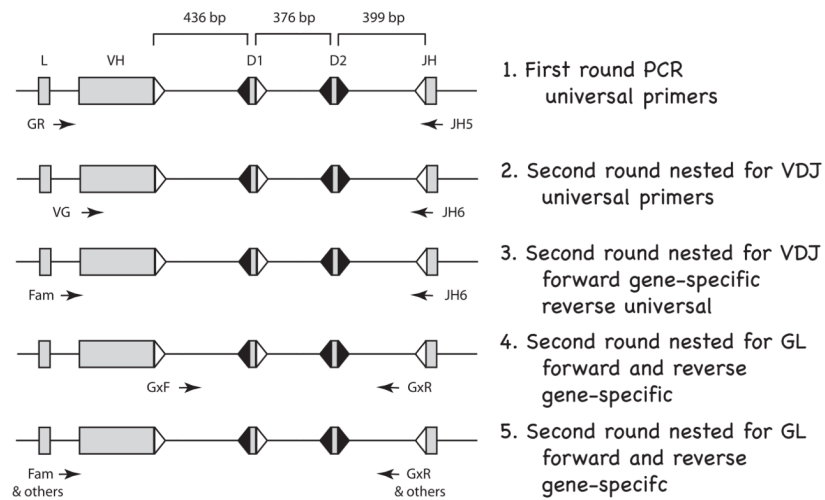 436 bp 376 bp 399 bp
L VH D1 D2 JH
1. First round PCR
universal primers
GR JH5
2. Second round nested for VDJ
universal primers
VG JH6
3. Second round nested for VDJ
forward gene-specific
reverse universal
Fam JH6
4. Second round nested for GL
forward and reverse
gene-specific
GxF GxR
5. Second round nested for GL
forward and reverse
gene-specifc
Fam GxR
& others & others